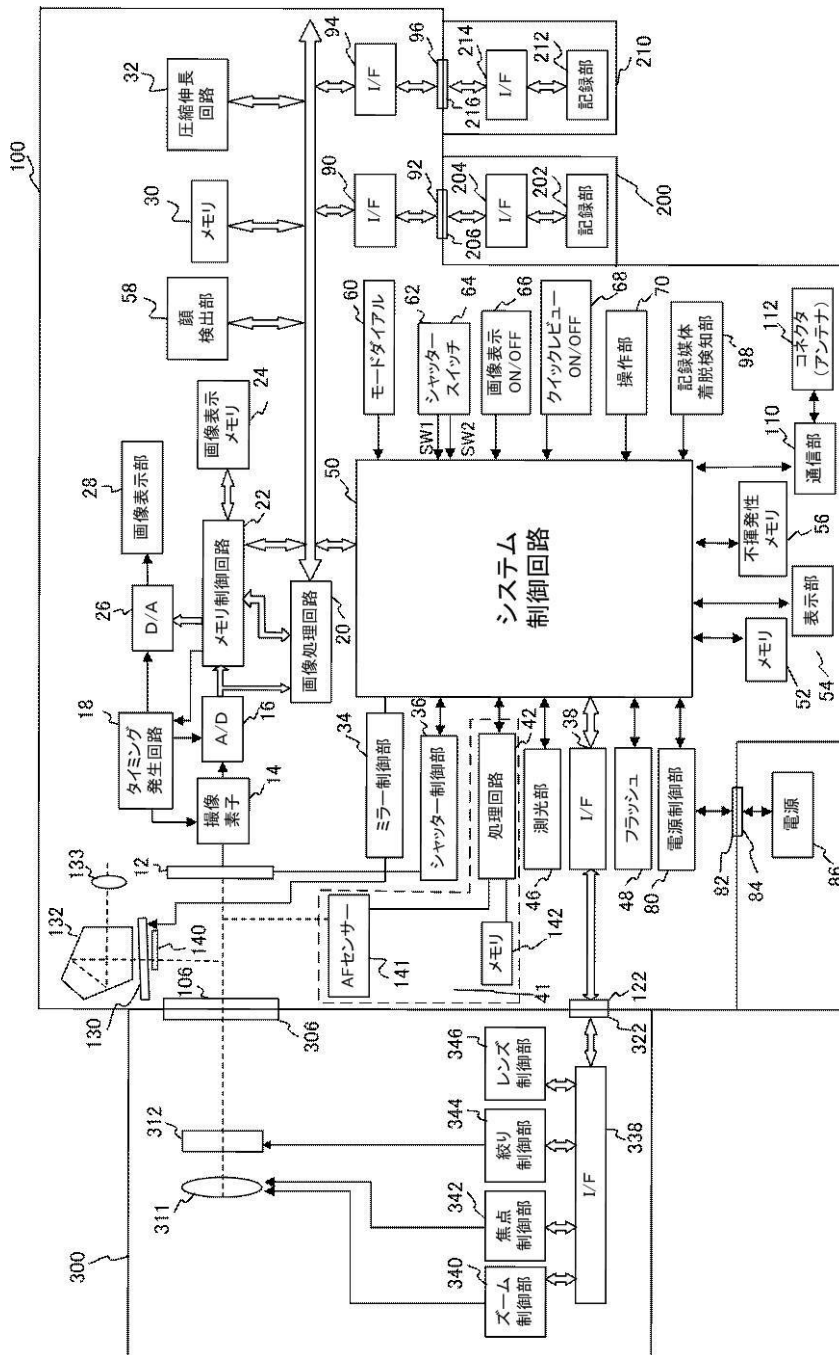 100
300
圧縮伸長
回路
32
メモリ
30
顔
検出部
58
画像表示
メモリ
24
画像表示部
28
D/A
26
メモリ制御回路
22
画像処理回路
20
タイミング
発生回路
18
A/D
16
撮像
素子
14
12
133
132
140
130
106
306
312
311
I/F
94
96
216
I/F
214
記録部
212
210
I/F
90
92
206
I/F
204
記録部
202
200
モードダイアル
60
シャッター
スイッチ
62
64
SW1
SW2
画像表示
ON/OFF
66
クイックレビュー
ON/OFF
68
操作部
70
記録媒体
着脱検知部
98
コネクタ
(アンテナ)
112
通信部
110
不揮発性
メモリ
56
表示部
54
メモリ
52
システム
制御回路
50
ミラー制御部
34
シャッター制御部
36
処理回路
42
AFセンサー
141
メモリ
142
41
測光部
46
I/F
38
フラッシュ
48
電源制御部
80
82
84
電源
86
122
322
レンズ
制御部
346
絞り
制御部
344
焦点
制御部
342
ズーム
制御部
340
I/F
338